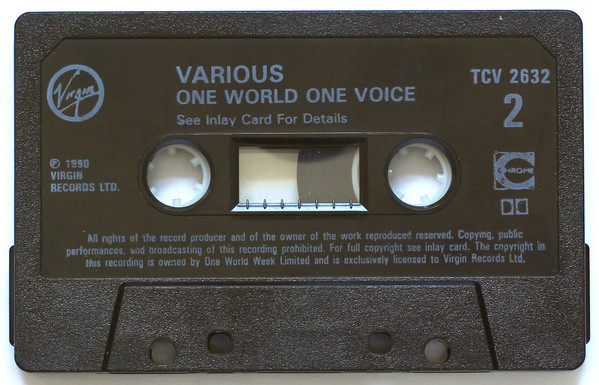 Virgin
VARIOUS
ONE WORLD ONE VOICE
See Inlay Card For Details
TCV 2632
2
℗ 1990
VIRGIN
RECORDS LTD.
CHROME
All rights of the record producer and of the owner of the work reproduced reserved. Copying, public
performances, and broadcasting of this recording prohibited. For full copyright see inlay card. The copyright in
this recording is owned by One World Week Limited and is exclusively licensed to Virgin Records Ltd.